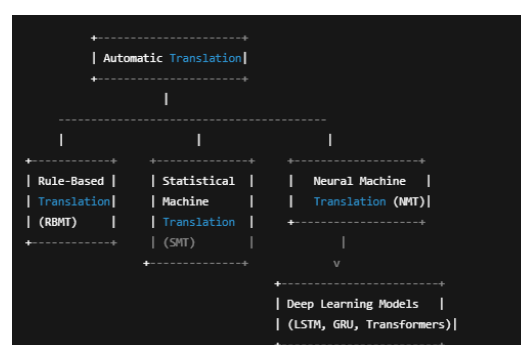 Automatic Translation
Rule-Based
Translation
(RBMT)
Statistical
Machine
Translation
(SMT)
Neural Machine
Translation (NMT)
v
Deep Learning Models
(LSTM, GRU, Transformers)